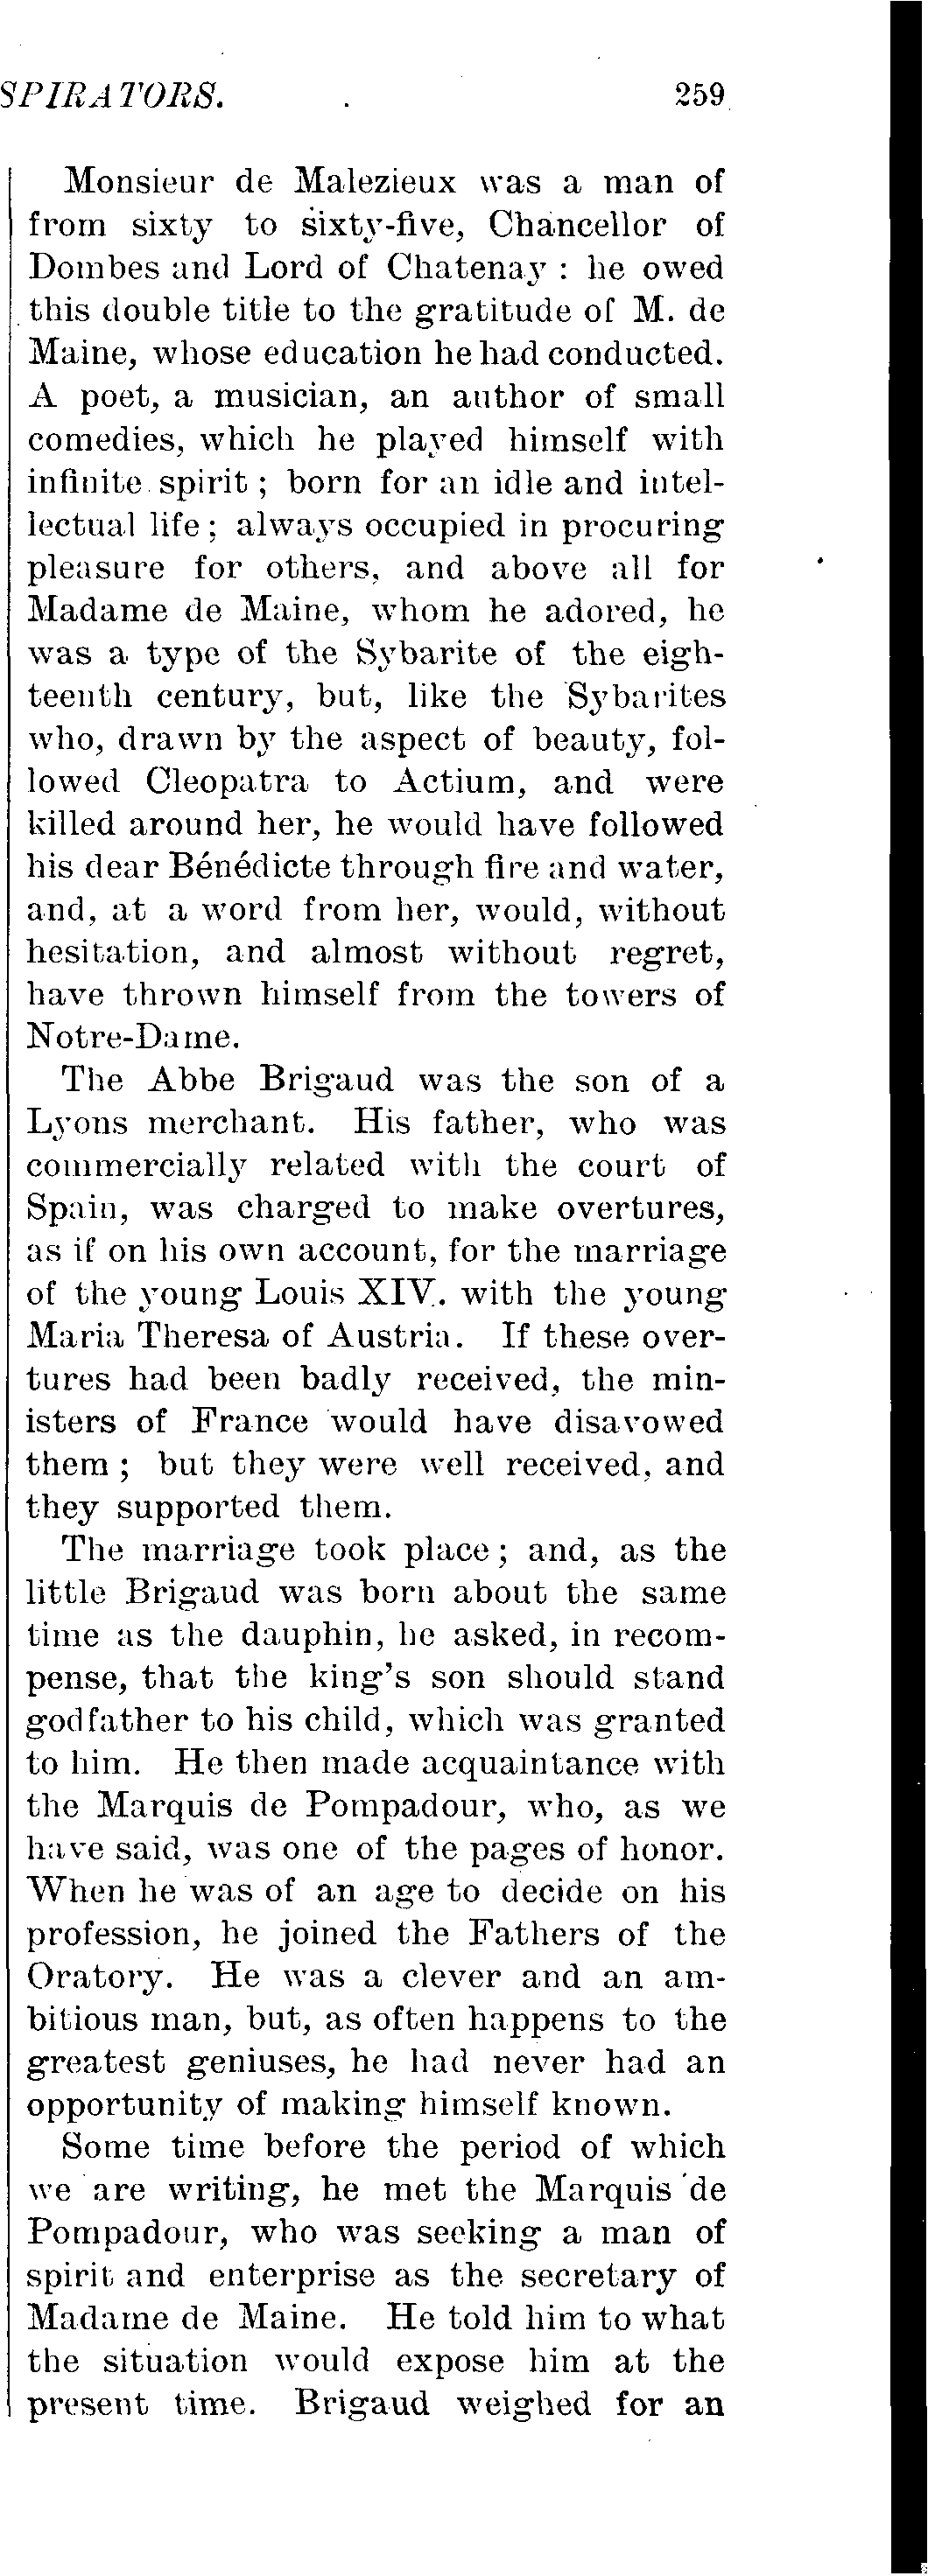 SPIRATORS. 259
Monsieur de Malezieux was a man of
from sixty to sixty-five, Chancellor of
Dombes and Lord of Chatenay : he owed
this double title to the gratitude of M. de
Maine, whose education he had conducted.
A poet, a musician, an author of small
comedies, which he played himself with
infinite spirit ; born for an idle and intel-
lectual life ; always occupied in procuring
pleasure for others, and above all for
Madame de Maine, whom he adored, he
was a type of the Sybarite of the eigh-
teenth century, but, like the Sybarites
who, drawn by the aspect of beauty, fol-
lowed Cleopatra to Actium, and were
killed around her, he would have followed
his dear Bénédicte through fire and water,
and, at a word from her, would, without
hesitation, and almost without regret,
have thrown himself from the towers of
Notre-Dame.
The Abbe Brigaud was the son of a
Lyons merchant. His father, who was
commercially related with the court of
Spain, was charged to make overtures,
as if on his own account, for the marriage
of the young Louis XIV. with the young
Maria Theresa of Austria. If these over-
tures had been badly received, the min-
isters of France would have disavowed
them ; but they were well received, and
they supported them.
The marriage took place ; and, as the
little Brigaud was born about the same
time as the dauphin, he asked, in recom-
pense, that the king's son should stand
godfather to his child, which was granted
to him. He then made acquaintance with
the Marquis de Pompadour, who, as we
have said, was one of the pages of honor.
When he was of an age to decide on his
profession, he joined the Fathers of the
Oratory. He was a clever and an am-
bitious man, but, as often happens to the
greatest geniuses, he had never had an
opportunity of making himself known.
Some time before the period of which
we are writing, he met the Marquis de
Pompadour, who was seeking a man of
spirit and enterprise as the secretary of
Madame de Maine. He told him to what
the situation would expose him at the
present time. Brigaud weighed for an